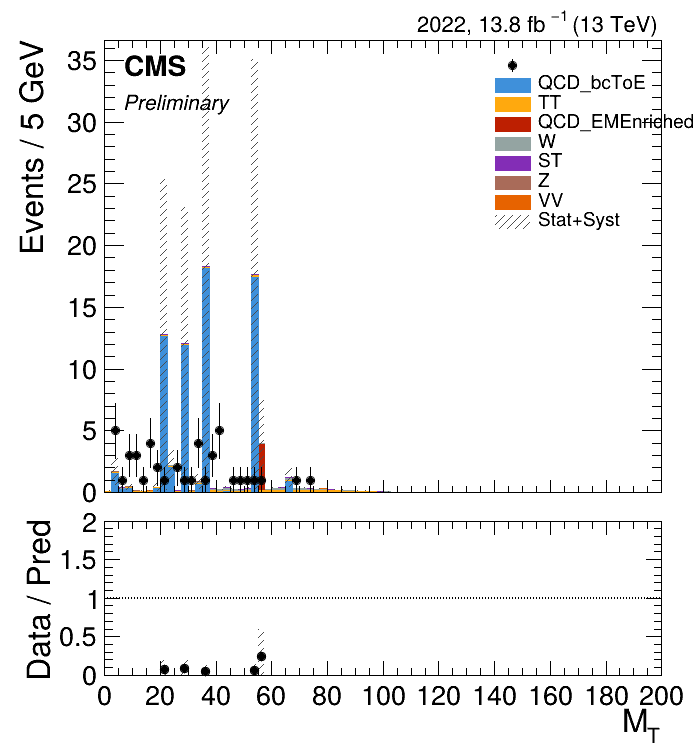 2022, 13.8 fb −1 (13 TeV)
CMS
Preliminary
QCD_bcToE
TT
QCD_EMEnriched
W
ST
Z
VV
Stat+Syst
Events / 5 GeV
35
30
25
20
15
10
5
0
Data / Pred
2
1.5
1
0.5
0
0 20 40 60 80 100 120 140 160 180 200
M_T